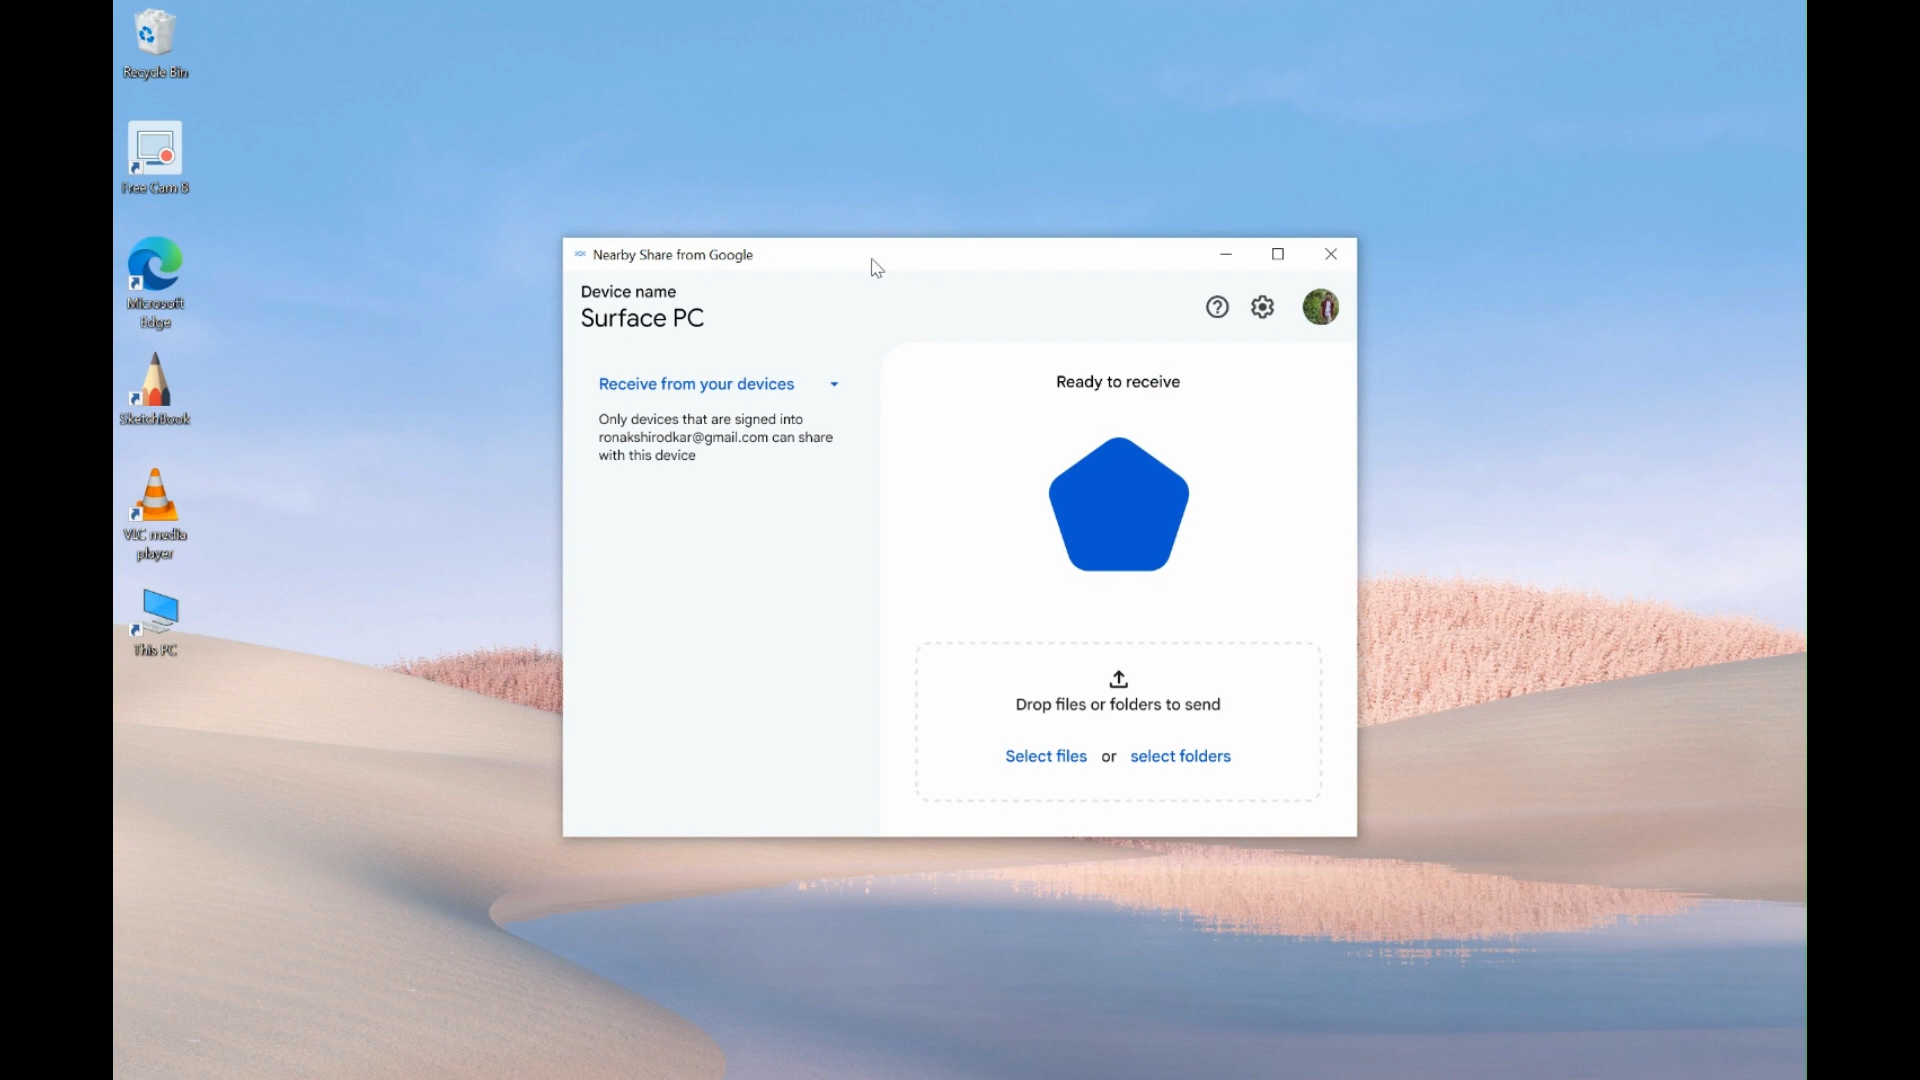 Recycle Bin
Free Cam 8
Microsoft
Edge
SketchBook
VLC media
player
This PC
Nearby Share from Google
Device name
Surface PC
Receive from your devices
Only devices that are signed into
ronakshirodkar@gmail.com can share
with this device
Ready to receive
Drop files or folders to send
Select files or select folders